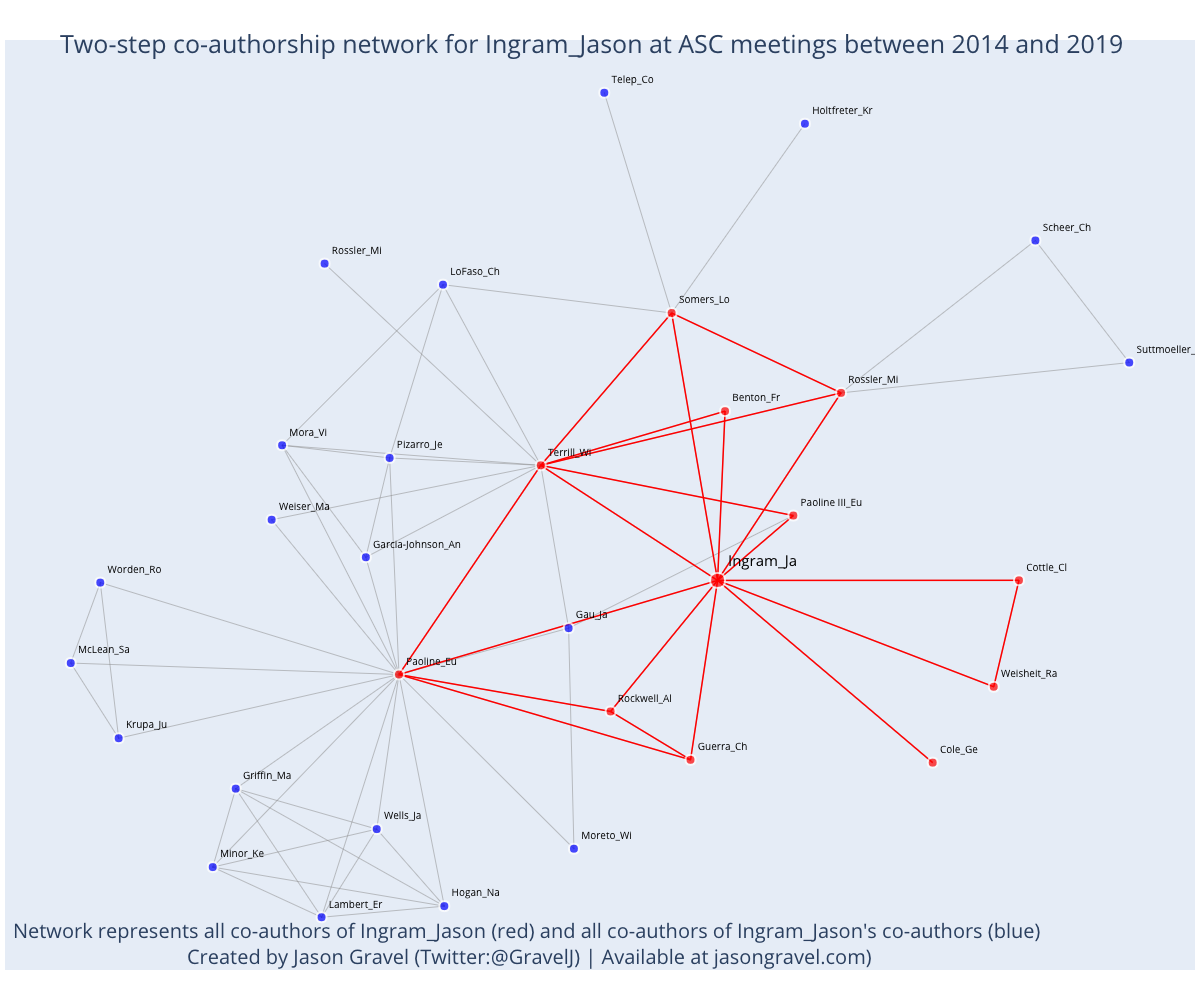 Two-step co-authorship network for Ingram_Jason at ASC meetings between 2014 and 2019
Telep_Co
Holtfreter_Kr
Scheer_Ch
Rossler_Mi
LoFaso_Ch
Somers_Lo
Suttmoeller_
Rossler_Mi
Benton_Fr
Mora_Vi
Pizarro_Je
Terrill_Wi
Weiser_Ma
Paoline III_Eu
Garcia-Johnson_An
Ingram_Ja
Worden_Ro
Cottle_Cl
Gau_Ja
McLean_Sa
Paoline_Eu
Weisheit_Ra
Rockwell_Al
Krupa_Ju
Guerra_Ch
Cole_Ge
Griffin_Ma
Wells_Ja
Moreto_Wi
Minor_Ke
Hogan_Na
Lambert_Er
Network represents all co-authors of Ingram_Jason (red) and all co-authors of Ingram_Jason's co-authors (blue)
Created by Jason Gravel (Twitter:@GravelJ) | Available at jasongravel.com)